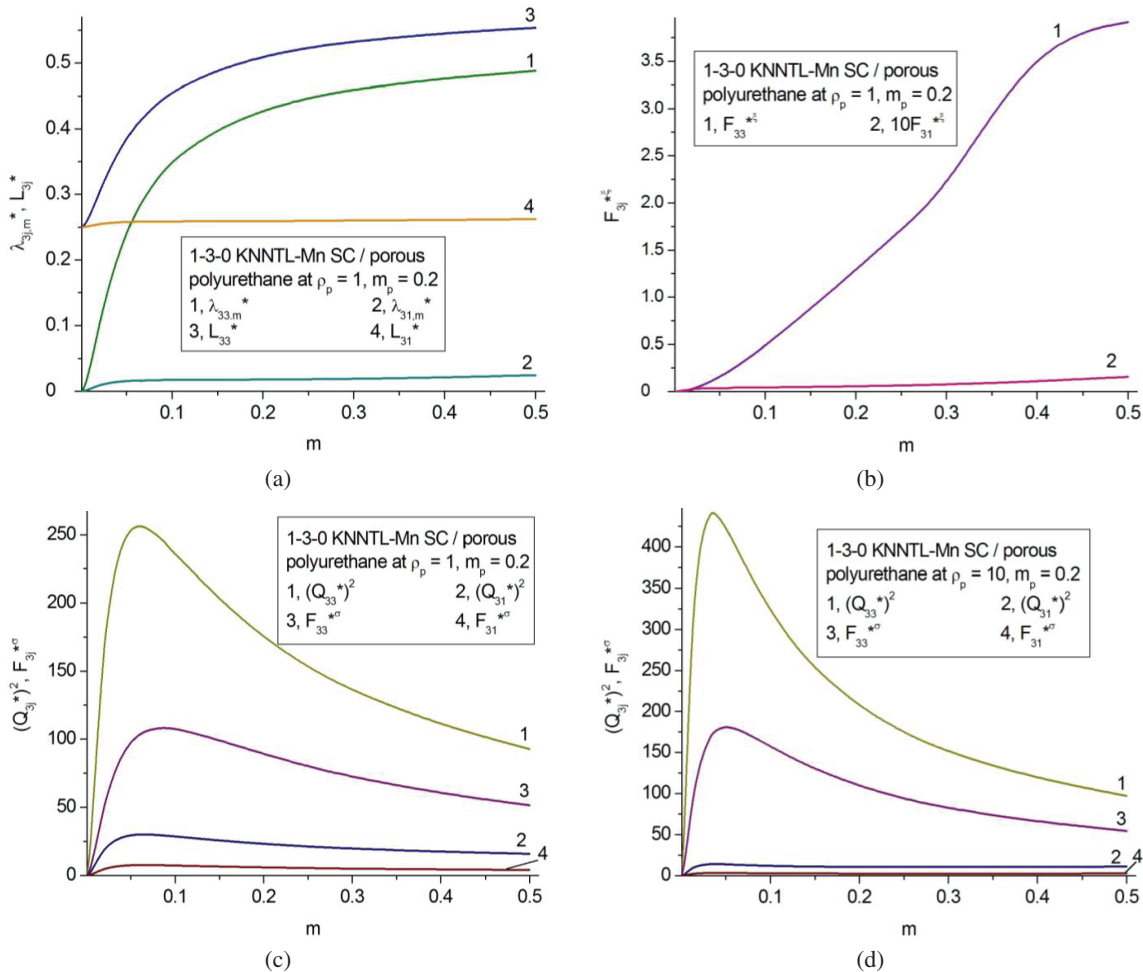 3
0.5
1
1-3-0 KNNTL-Mn SC / porous
polyurethane at ρp = 1, mp = 0.2
1, λ33,m* 2, λ31,m*
3, L33* 4, L31*
0.4
0.3
4
0.2
0.1
2
0
0.1 0.2 0.3 0.4 0.5
λ3j,m*, L3j*
m
(a)
3.5
1
1-3-0 KNNTL-Mn SC / porous
polyurethane at ρp = 1, mp = 0.2
1, F33*ξ 2, 10F31*ξ
3.0
2.5
2.0
1.5
1.0
0.5
2
0
0.1 0.2 0.3 0.4 0.5
F3j*ξ
m
(b)
250
1-3-0 KNNTL-Mn SC / porous
polyurethane at ρp = 1, mp = 0.2
1, (Q33*)2 2, (Q31*)2
3, F33*σ 4, F31*σ
200
150
100
1
50
3
2
4
0
0.1 0.2 0.3 0.4 0.5
(Q3j*)2, F3j*σ
m
(c)
400
1-3-0 KNNTL-Mn SC / porous
polyurethane at ρp = 10, mp = 0.2
1, (Q33*)2 2, (Q31*)2
3, F33*σ 4, F31*σ
350
300
250
200
150
100
1
50
3
2
4
0
0.1 0.2 0.3 0.4 0.5
(Q3j*)2, F3j*σ
m
(d)